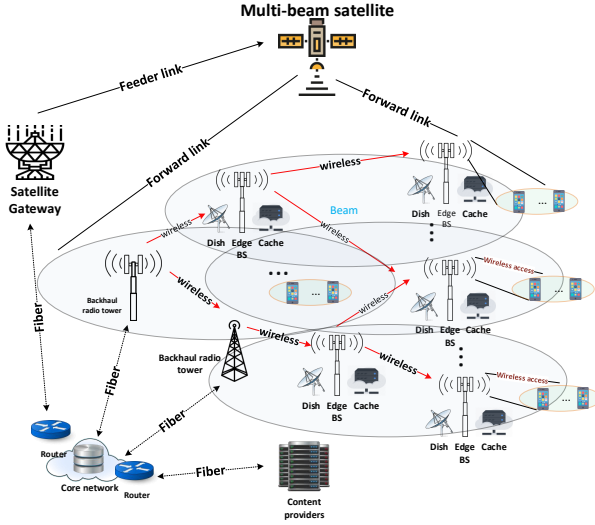 Multi-beam satellite
Feeder link
Forward link
Forward link
Satellite
Gateway
wireless
Dish
Edge
BS
Cache
Beam
Dish
Edge
BS
Cache
...
wireless
wireless
wireless
Backhaul
radio tower
wireless
...
...
Dish
Edge
BS
Cache
Wireless access
...
Fiber
Fiber
Backhaul radio
tower
wireless
Dish
Edge
BS
Cache
wireless
Wireless access
...
Dish
Edge
BS
Cache
Fiber
Router
Core network
Router
Fiber
Content
providers